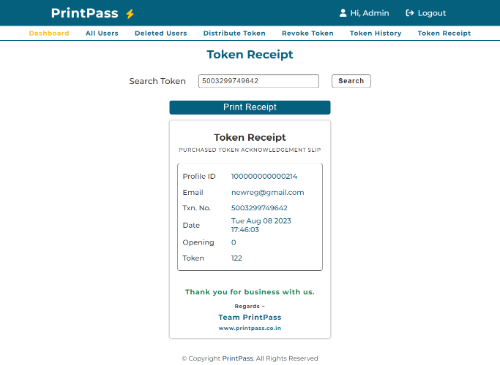 PrintPass
Hi, Admin
Logout
Dashboard All Users Deleted Users Distribute Token Revoke Token Token History Token Receipt
Token Receipt
Search Token 5003299749642 Search
Print Receipt
Token Receipt
PURCHASED TOKEN ACKNOWLEDGEMENT SLIP
Profile ID 100000000000214
Email newreg@gmail.com
Txn. No. 5003299749642
Date Tue Aug 08 2023
17:46:03
Opening 0
Token 122
Thank you for business with us.
Regards -
Team PrintPass
www.printpass.co.in
© Copyright PrintPass. All Rights Reserved